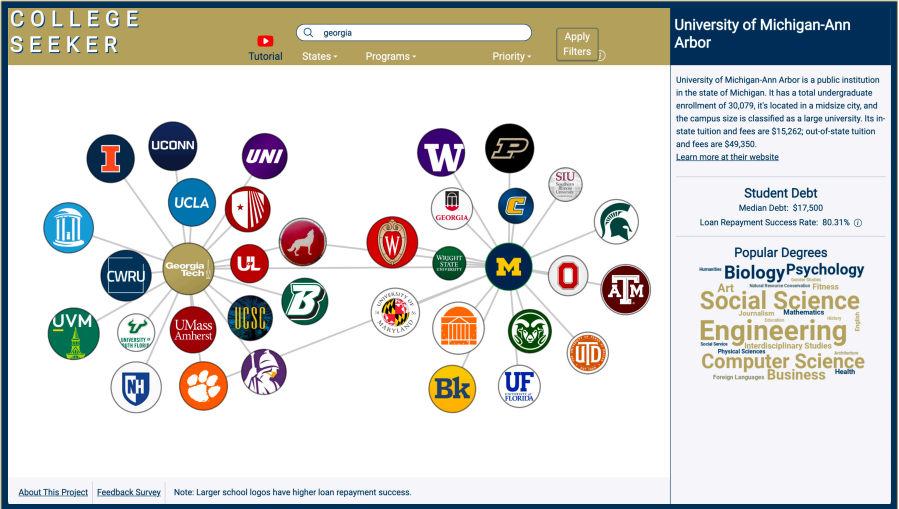 COLLEGE
SEEKER
georgia
Tutorial
States
Programs
Priority
Apply
Filters
University of Michigan-Ann
Arbor
University of Michigan-Ann Arbor is a public institution
in the state of Michigan. It has a total undergraduate
enrollment of 30,079, it's located in a midsize city, and
the campus size is classified as a large university. Its in-
state tuition and fees are $15,262; out-of-state tuition
and fees are $49,350.
Learn more at their website
Student Debt
Median Debt: $17,500
Loan Repayment Success Rate: 80.31%
Popular Degrees
Humanities
Biology
Psychology
Gender Studies
Natural Resource Conservation
Fitness
Art
Social Science
Journalism
Mathematics
Education
History
English
Engineering
Social Service
Interdisciplinary Studies
Physical Sciences
Architecture
Computer Science
Health
Foreign Languages
Business
I
UCONN
UNI
UCLA
CWRU
Georgia
Tech
UL
B
UVM
UNIVERSITY OF
SOUTH FLORIDA
UMass
Amherst
UCSC
NH
W
P
SIU
Southern
Illinois
University
GEORGIA
C
W
WRIGHT
STATE
UNIVERSITY
M
O
ATM
UNIVERSITY OF
MARYLAND
UTD
Bk
UF
UNIVERSITY of
FLORIDA
About This Project
Feedback Survey
Note: Larger school logos have higher loan repayment success.